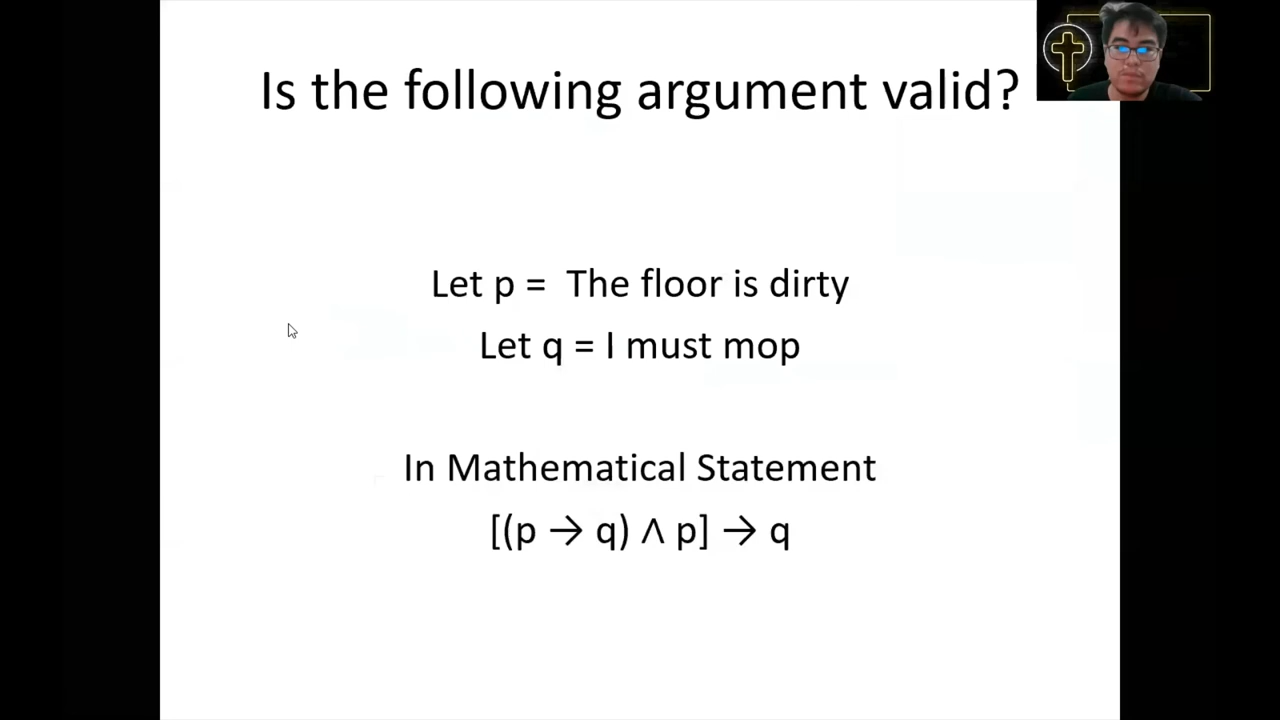 Is the following argument valid?
Let p = The floor is dirty
Let q = I must mop
In Mathematical Statement
[(p → q) ∧ p] → q